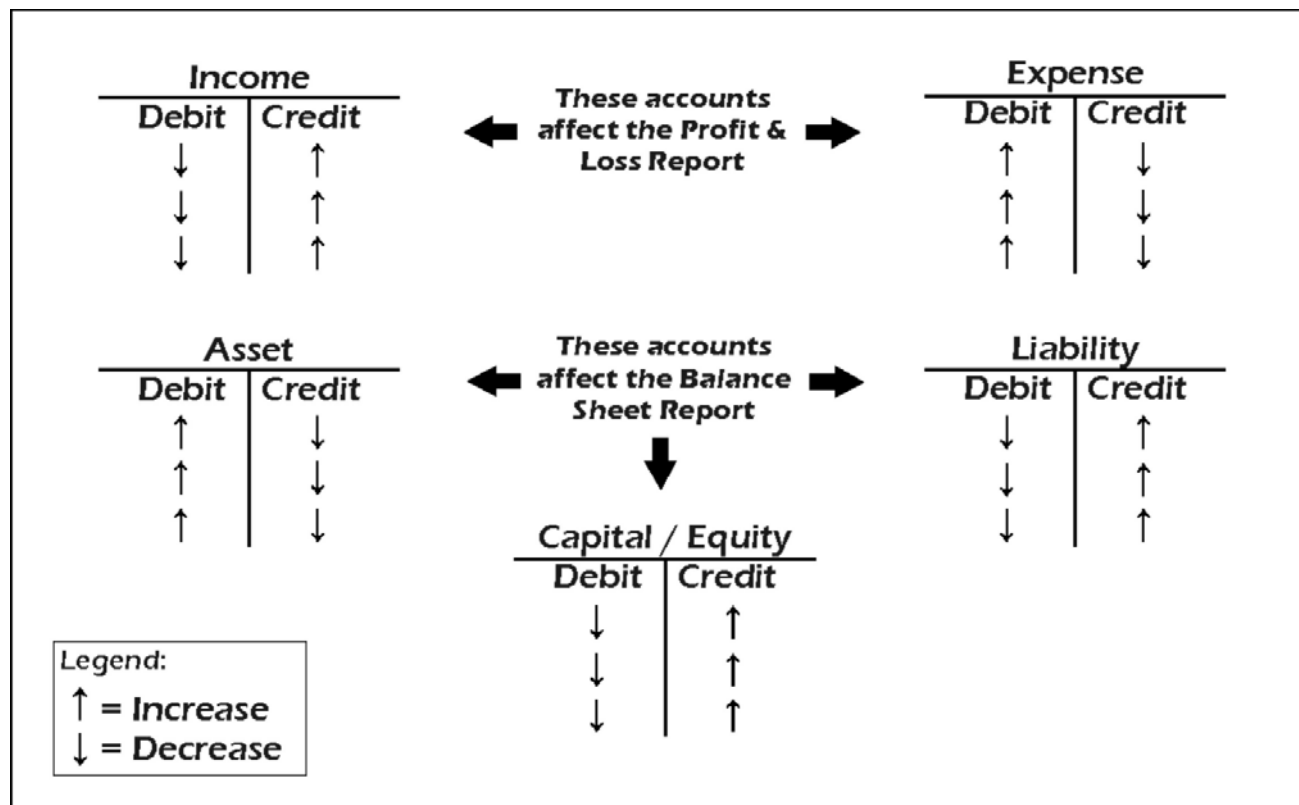 Income
Debit Credit
↓ ↑
↓ ↑
↓ ↑
These accounts
affect the Profit &
Loss Report
Expense
Debit Credit
↑ ↓
↑ ↓
↑ ↓
Asset
Debit Credit
↑ ↓
↑ ↓
↑ ↓
These accounts
affect the Balance
Sheet Report
Liability
Debit Credit
↓ ↑
↓ ↑
↓ ↑
Capital / Equity
Debit Credit
↓ ↑
↓ ↑
↓ ↑
Legend:
↑ = Increase
↓ = Decrease